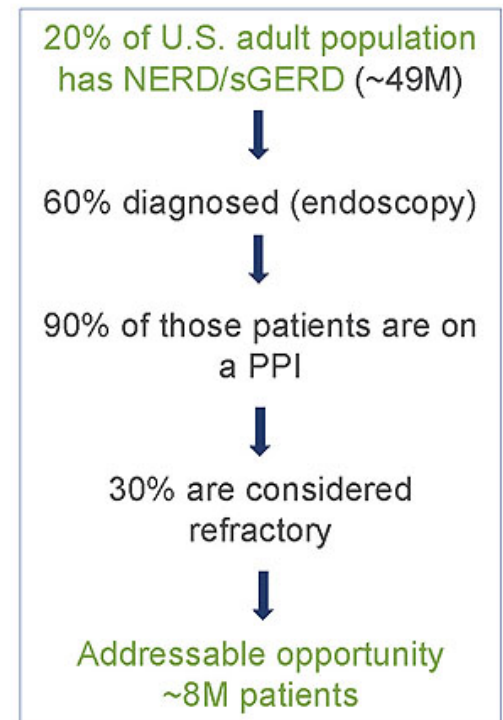 20% of U.S. adult population
has NERD/sGERD (~49M)
60% diagnosed (endoscopy)
90% of those patients are on
a PPI
30% are considered
refractory
Addressable opportunity
~8M patients